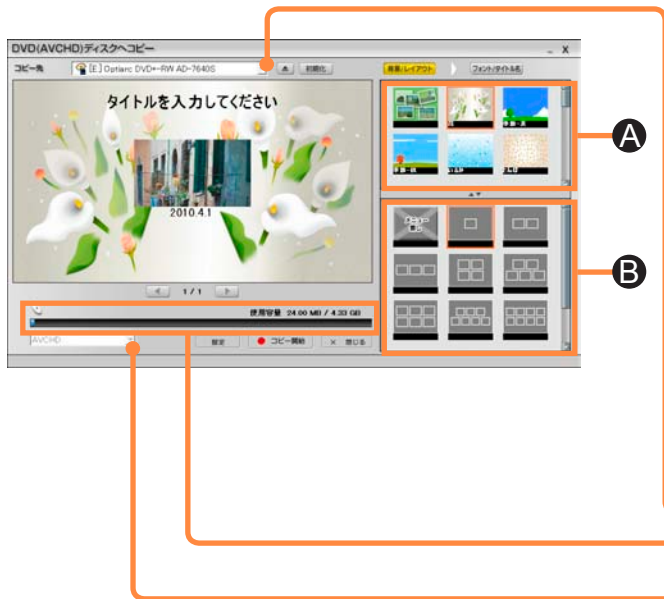 DVD(AVCHD)ディスクへコピー
コピー先 [E] Optiarc DVD+-RW AD-7640S 初期化 背景/レイアウト フォント/タイトル名
タイトルを入力してください
2010.4.1
A
B
1 / 1
使用容量 24.00 MB / 4.33 GB
AVCHD 設定 コピー開始 × 閉じる